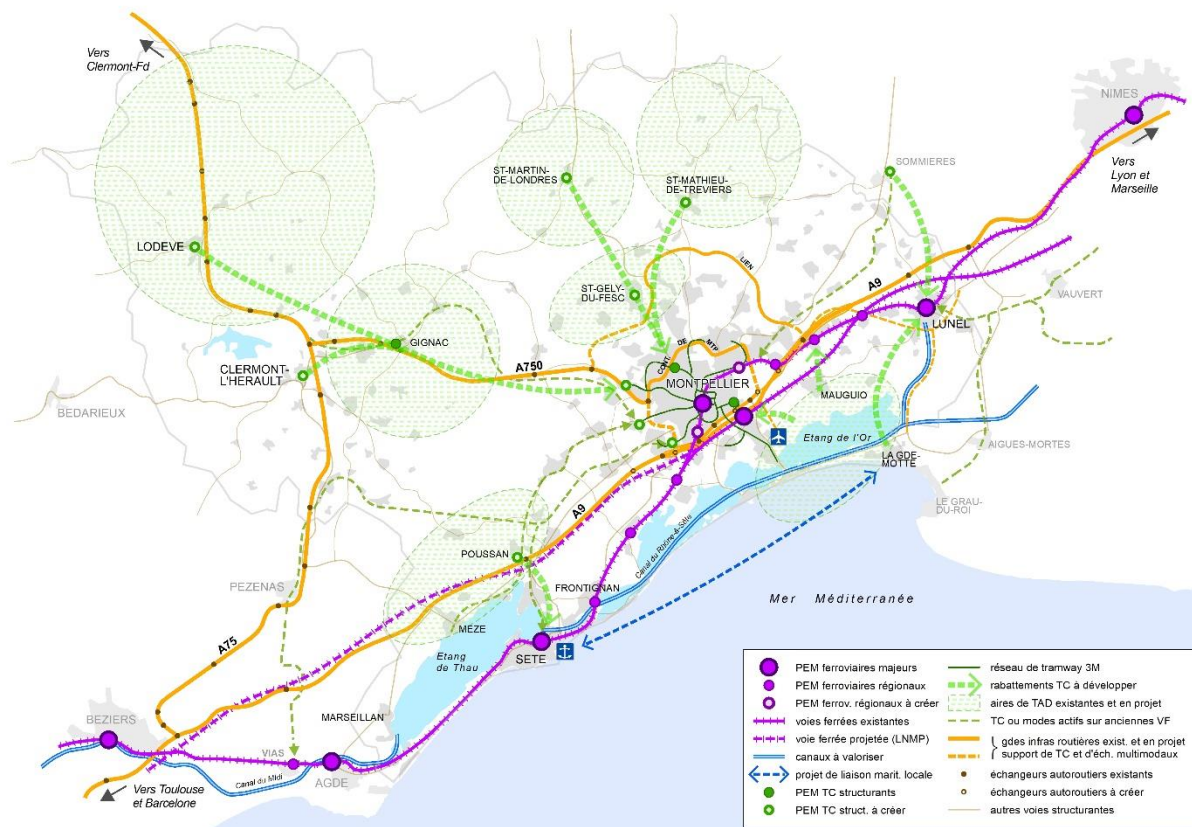 Vers
Clermont-Fd
NIMES
Vers
Lyon et
Marseille
ST-MARTIN-
DE-LONDRES
ST-MATHIEU-
DE-TREVIERS
SOMMIERES
LODEVE
LIEN
A9
ST-GELY-
DU-FESC
VAUVERT
LUNEL
GIGNAC
CONT.
DE
MTP
A750
CLERMONT-
L'HERAULT
MONTPELLIER
BEDARIEUX
MAUGUIO
Etang de l'Or
AIGUES-MORTES
LA GDE-
MOTTE
LE GRAU-
DU-ROI
A9
POUSSAN
Canal du Rhône-à-Sète
PEZENAS
FRONTIGNAN
Mer Méditerranée
MEZE
A75
Etang
de Thau
SETE
MARSEILLAN
BEZIERS
VIAS
AGDE
Canal du Midi
Vers Toulouse
et Barcelone
PEM ferroviaires majeurs
PEM ferroviaires régionaux
PEM ferrov. régionaux à créer
voies ferrées existantes
voie ferrée projetée (LNMP)
canaux à valoriser
projet de liaison marit. locale
PEM TC structurants
PEM TC struct. à créer
réseau de tramway 3M
rabattements TC à développer
aires de TAD existantes et en projet
TC ou modes actifs sur anciennes VF
gdes infras routières exist. et en projet
support de TC et d'éch. multimodaux
échangeurs autoroutiers existants
échangeurs autoroutiers à créer
autres voies structurantes